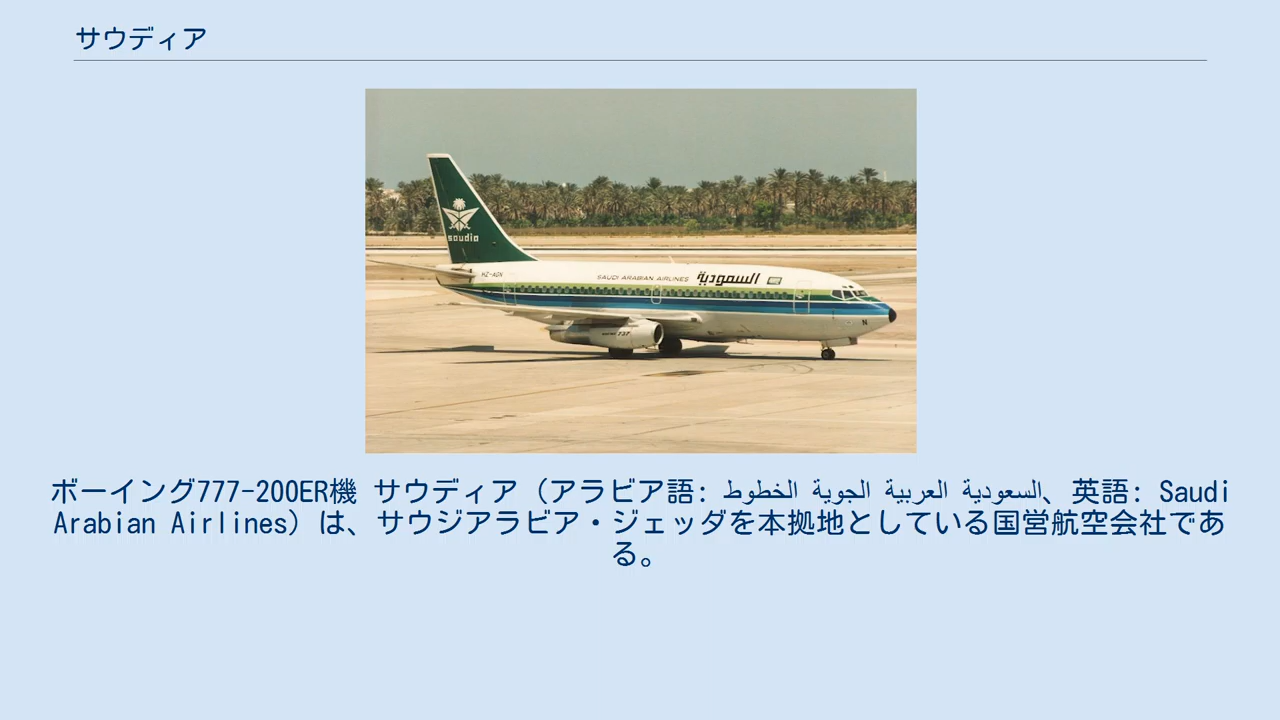 サウディア
saudia
HZ-AGN
SAUDI ARABIAN AIRLINES السعودية
737
N
ボーイング777-200ER機 サウディア（アラビア語: السعودية العربية الجوية الخطوط、英語: Saudi
Arabian Airlines）は、サウジアラビア・ジェッダを本拠地としている国営航空会社であ
る。